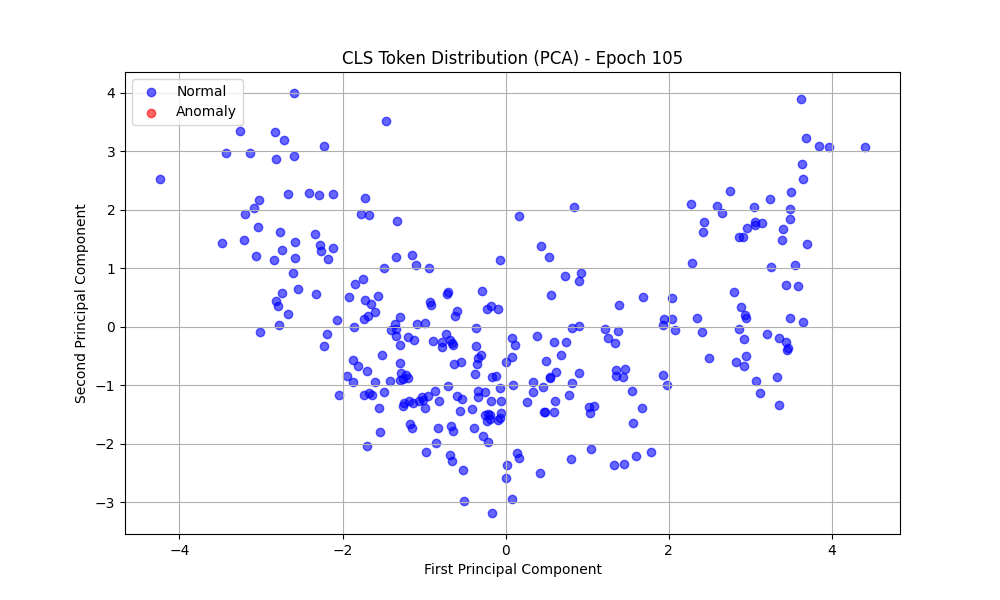 CLS Token Distribution (PCA) - Epoch 105
Normal
Anomaly
4
3
2
1
0
−1
−2
−3
Second Principal Component
−4
−2
0
2
4
First Principal Component